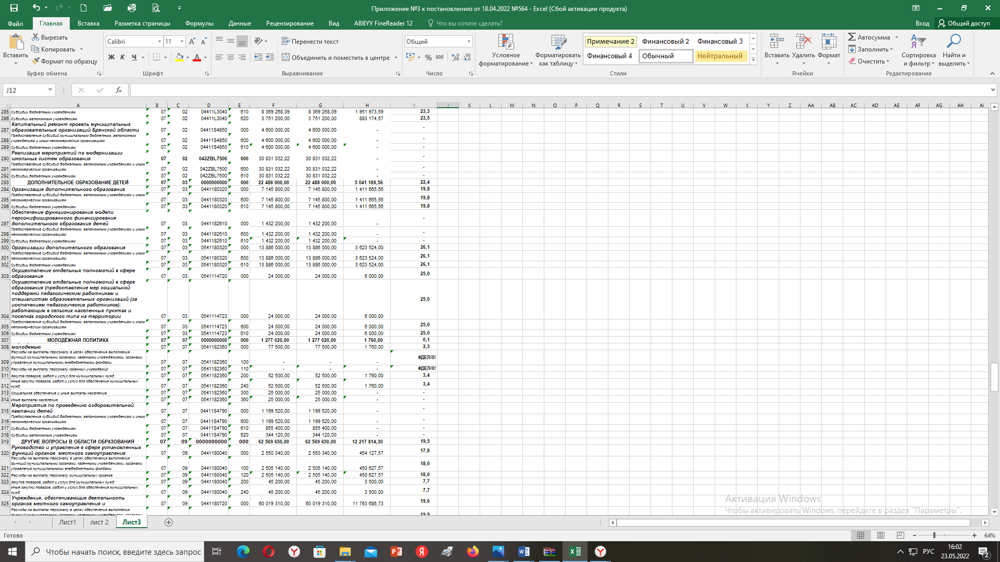 Приложение №3 к постановлению от 18.04.2022 №564 - Excel (Сбой активации продукта)
Файл Главная Вставка Разметка страницы Формулы Данные Рецензирование Вид ABBYY FineReader 12 Что вы хотите сделать? Вход Общий доступ
Вставить Вырезать Копировать Формат по образцу
Calibri 11 Ж К Ч
Перенести текст
Объединить и поместить в центре
Общий % 000
Условное форматирование Форматировать как таблицу
Примечание 2 Финансовый 2 Финансовый 3
Финансовый 4 Обычный Нейтральный
Вставить Удалить Формат
Автосумма Заполнить Очистить
Сортировка и фильтр Найти и выделить
Буфер обмена Шрифт Выравнивание Число Стили Ячейки Редактирование
J12 fx
A B C D E F G H I J K L M N O P Q R S T U V W X Y Z AA AB AC AD AE AF AG AH AI
285 Субсидии бюджетным учреждениям 07 02 04411L3040 610 8 369 268,09 8 369 268,09 1 951 973,59 23,3
286 Субсидии автономным учреждениям 07 02 04411L3040 620 3 751 200,00 3 751 200,00 883 174,57 23,5
Капитальный ремонт кровель муниципальных
287 образовательных организаций Брянской области 07 02 04411S4850 000 4 600 000,00 4 600 000,00 - -
Предоставление субсидий муниципальным бюджетным, автономным
288 учреждениям и иным некоммерческим организациям 07 02 04411S4850 600 4 600 000,00 4 600 000,00 - -
289 Субсидии бюджетным учреждениям 07 02 04411S4850 610 4 600 000,00 4 600 000,00 - -
Реализация мероприятий по модернизации
290 школьных систем образования 07 02 042ZBL7500 000 30 831 032,22 30 831 032,22 - -
Предоставление субсидий бюджетным, автономным учреждениям и иным
291 некоммерческим организациям 07 02 042ZBL7500 600 30 831 032,22 30 831 032,22 - -
292 Субсидии бюджетным учреждениям 07 02 042ZBL7500 610 30 831 032,22 30 831 032,22 - -
293 ДОПОЛНИТЕЛЬНОЕ ОБРАЗОВАНИЕ ДЕТЕЙ 07 03 0000000000 000 22 488 000,00 22 488 000,00 5 041 189,56 22,4
294 Организация дополнительного образования 07 03 0441180320 000 7 145 800,00 7 145 800,00 1 411 665,56 19,8
Предоставление субсидий бюджетным, автономным учреждениям и иным
295 некоммерческим организациям 07 03 0441180320 600 7 145 800,00 7 145 800,00 1 411 665,56 19,8
296 Субсидии бюджетным учреждениям 07 03 0441180320 610 7 145 800,00 7 145 800,00 1 411 665,56 19,8
Обеспечение функционирования модели
персонифицированного финансирования
297 дополнительного образования детей 07 03 0441182610 000 1 432 200,00 1 432 200,00 - -
Предоставление субсидий бюджетным, автономным учреждениям и иным
298 некоммерческим организациям 07 03 0441182610 600 1 432 200,00 1 432 200,00 - -
299 Субсидии бюджетным учреждениям 07 03 0441182610 610 1 432 200,00 1 432 200,00 - -
300 Организации дополнительного образования 07 03 0541180320 000 13 886 000,00 13 886 000,00 3 623 524,00 26,1
Предоставление субсидий бюджетным, автономным учреждениям и иным
301 некоммерческим организациям 07 03 0541180320 600 13 886 000,00 13 886 000,00 3 623 524,00 26,1
302 Субсидии бюджетным учреждениям 07 03 0541180320 610 13 886 000,00 13 886 000,00 3 623 524,00 26,1
Осуществление отдельных полномочий в сфере
303 образования 07 03 0541114720 000 24 000,00 24 000,00 6 000,00 25,0
Осуществление отдельных полномочий в сфере
образования (предоставление мер социальной
поддержки педагогическим работникам и
специалистам образовательных организаций (за
исключением педагогических работников),
работающим в сельских населенных пунктах и
304 поселках городского типа на территории 07 03 0541114723 000 24 000,00 24 000,00 6 000,00 25,0
Предоставление субсидий бюджетным, автономным учреждениям и иным
305 некоммерческим организациям 07 03 0541114723 600 24 000,00 24 000,00 6 000,00 25,0
306 Субсидии бюджетным учреждениям 07 03 0541114723 610 24 000,00 24 000,00 6 000,00 25,0
307 МОЛОДЁЖНАЯ ПОЛИТИКА 07 07 0000000000 000 1 277 020,00 1 277 020,00 1 760,00 0,1
308 молодежью 07 07 0541182360 000 77 500,00 77 500,00 1 760,00 2,3
Расходы на выплаты персоналу в целях обеспечения выполнения
функций муниципальными органами, казенными учреждениями, органами
309 управления муниципальными внебюджетными фондами 07 07 0541182360 100 - - - #ДЕЛ/0!
310 Расходы на выплату персоналу казенных учреждений 07 07 0541182360 110 - - - #ДЕЛ/0!
311 Закупка товаров, работ и услуг для муниципальных нужд 07 07 0541182360 200 52 500,00 52 500,00 1 760,00 3,4
Иные закупки товаров, работ и услуг для обеспечения муниципальных
312 нужд 07 07 0541182360 240 52 500,00 52 500,00 1 760,00 3,4
313 Социальное обеспечение и иные выплаты населению 07 07 0541182360 300 25 000,00 25 000,00 - -
314 Иные выплаты населению 07 07 0541182360 360 25 000,00 25 000,00 - -
Мероприятия по проведению оздоровительной
315 кампании детей 07 07 04411S4790 000 1 199 520,00 1 199 520,00 - -
Предоставление субсидий бюджетным, автономным учреждениям и иным
316 некоммерческим организациям 07 07 04411S4790 600 1 199 520,00 1 199 520,00 - -
317 Субсидии бюджетным учреждениям 07 07 04411S4790 610 855 400,00 855 400,00 - -
318 Субсидии автономным учреждениям 07 07 04411S4790 620 344 120,00 344 120,00 - -
319 ДРУГИЕ ВОПРОСЫ В ОБЛАСТИ ОБРАЗОВАНИЯ 07 09 0000000000 000 62 569 650,00 62 569 650,00 12 217 814,30 19,5
Руководство и управление в сфере установленных
320 функций органов местного самоуправления 07 09 0441180040 000 2 550 340,00 2 550 340,00 454 127,57 17,8
Расходы на выплаты персоналу в целях обеспечения выполнения
функций муниципальными органами, казенными учреждениями, органами
321 управления муниципальными внебюджетными фондами 07 09 0441180040 100 2 505 140,00 2 505 140,00 450 627,57 18,0
322 Расходы на выплату персоналу муниципальных органов 07 09 0441180040 120 2 505 140,00 2 505 140,00 450 627,57 18,0
323 Закупка товаров, работ и услуг для муниципальных нужд 07 09 0441180040 200 45 200,00 45 200,00 3 500,00 7,7
Иные закупки товаров, работ и услуг для обеспечения муниципальных
324 нужд 07 09 0441180040 240 45 200,00 45 200,00 3 500,00 7,7
Учреждения, обеспечивающие деятельность
325 органов местного самоуправления и 07 09 0441180720 000 60 019 310,00 60 019 310,00 11 763 686,73 19,6
Расходы на выплаты персоналу в целях обеспечения выполнения
функций муниципальными органами, казенными учреждениями, органами 19,9
Активация Windows
Чтобы активировать Windows, перейдите в раздел "Параметры".
Лист1 лист 2 Лист3
Готово 64%
Чтобы начать поиск, введите здесь запрос
РУС 16:02 23.05.2022 2